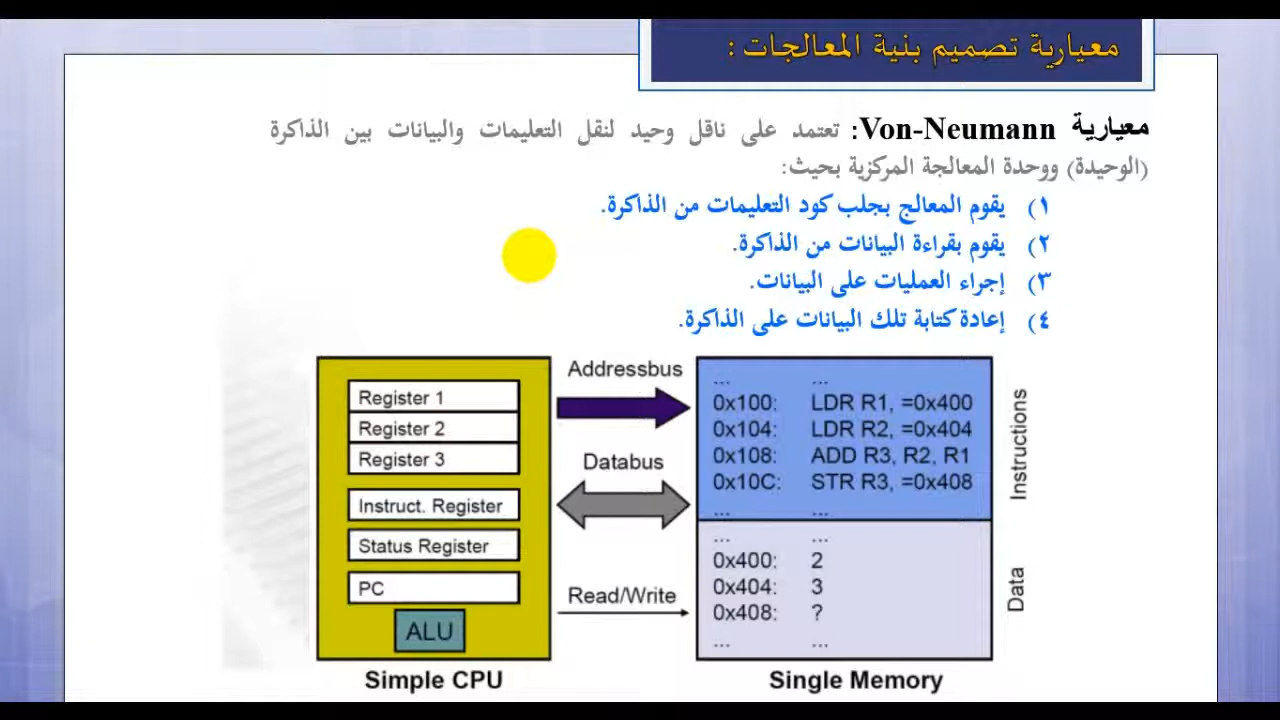 معيارية تصميم بنية المعالجات:
معيارية Von-Neumann: تعتمد على ناقل وحيد لنقل التعليمات والبيانات بين الذاكرة
(الوحيدة) ووحدة المعالجة المركزية بحيث:
١) يقوم المعالج بجلب كود التعليمات من الذاكرة.
٢) يقوم بقراءة البيانات من الذاكرة.
٣) إجراء العمليات على البيانات.
٤) إعادة كتابة تلك البيانات على الذاكرة.
Register 1
Register 2
Register 3
Instruct. Register
Status Register
PC
ALU
Simple CPU
Addressbus
Databus
Read/Write
... ...
0x100: LDR R1, =0x400
0x104: LDR R2, =0x404
0x108: ADD R3, R2, R1
0x10C: STR R3, =0x408
... ...
... ...
0x400: 2
0x404: 3
0x408: ?
... ...
Instructions
Data
Single Memory